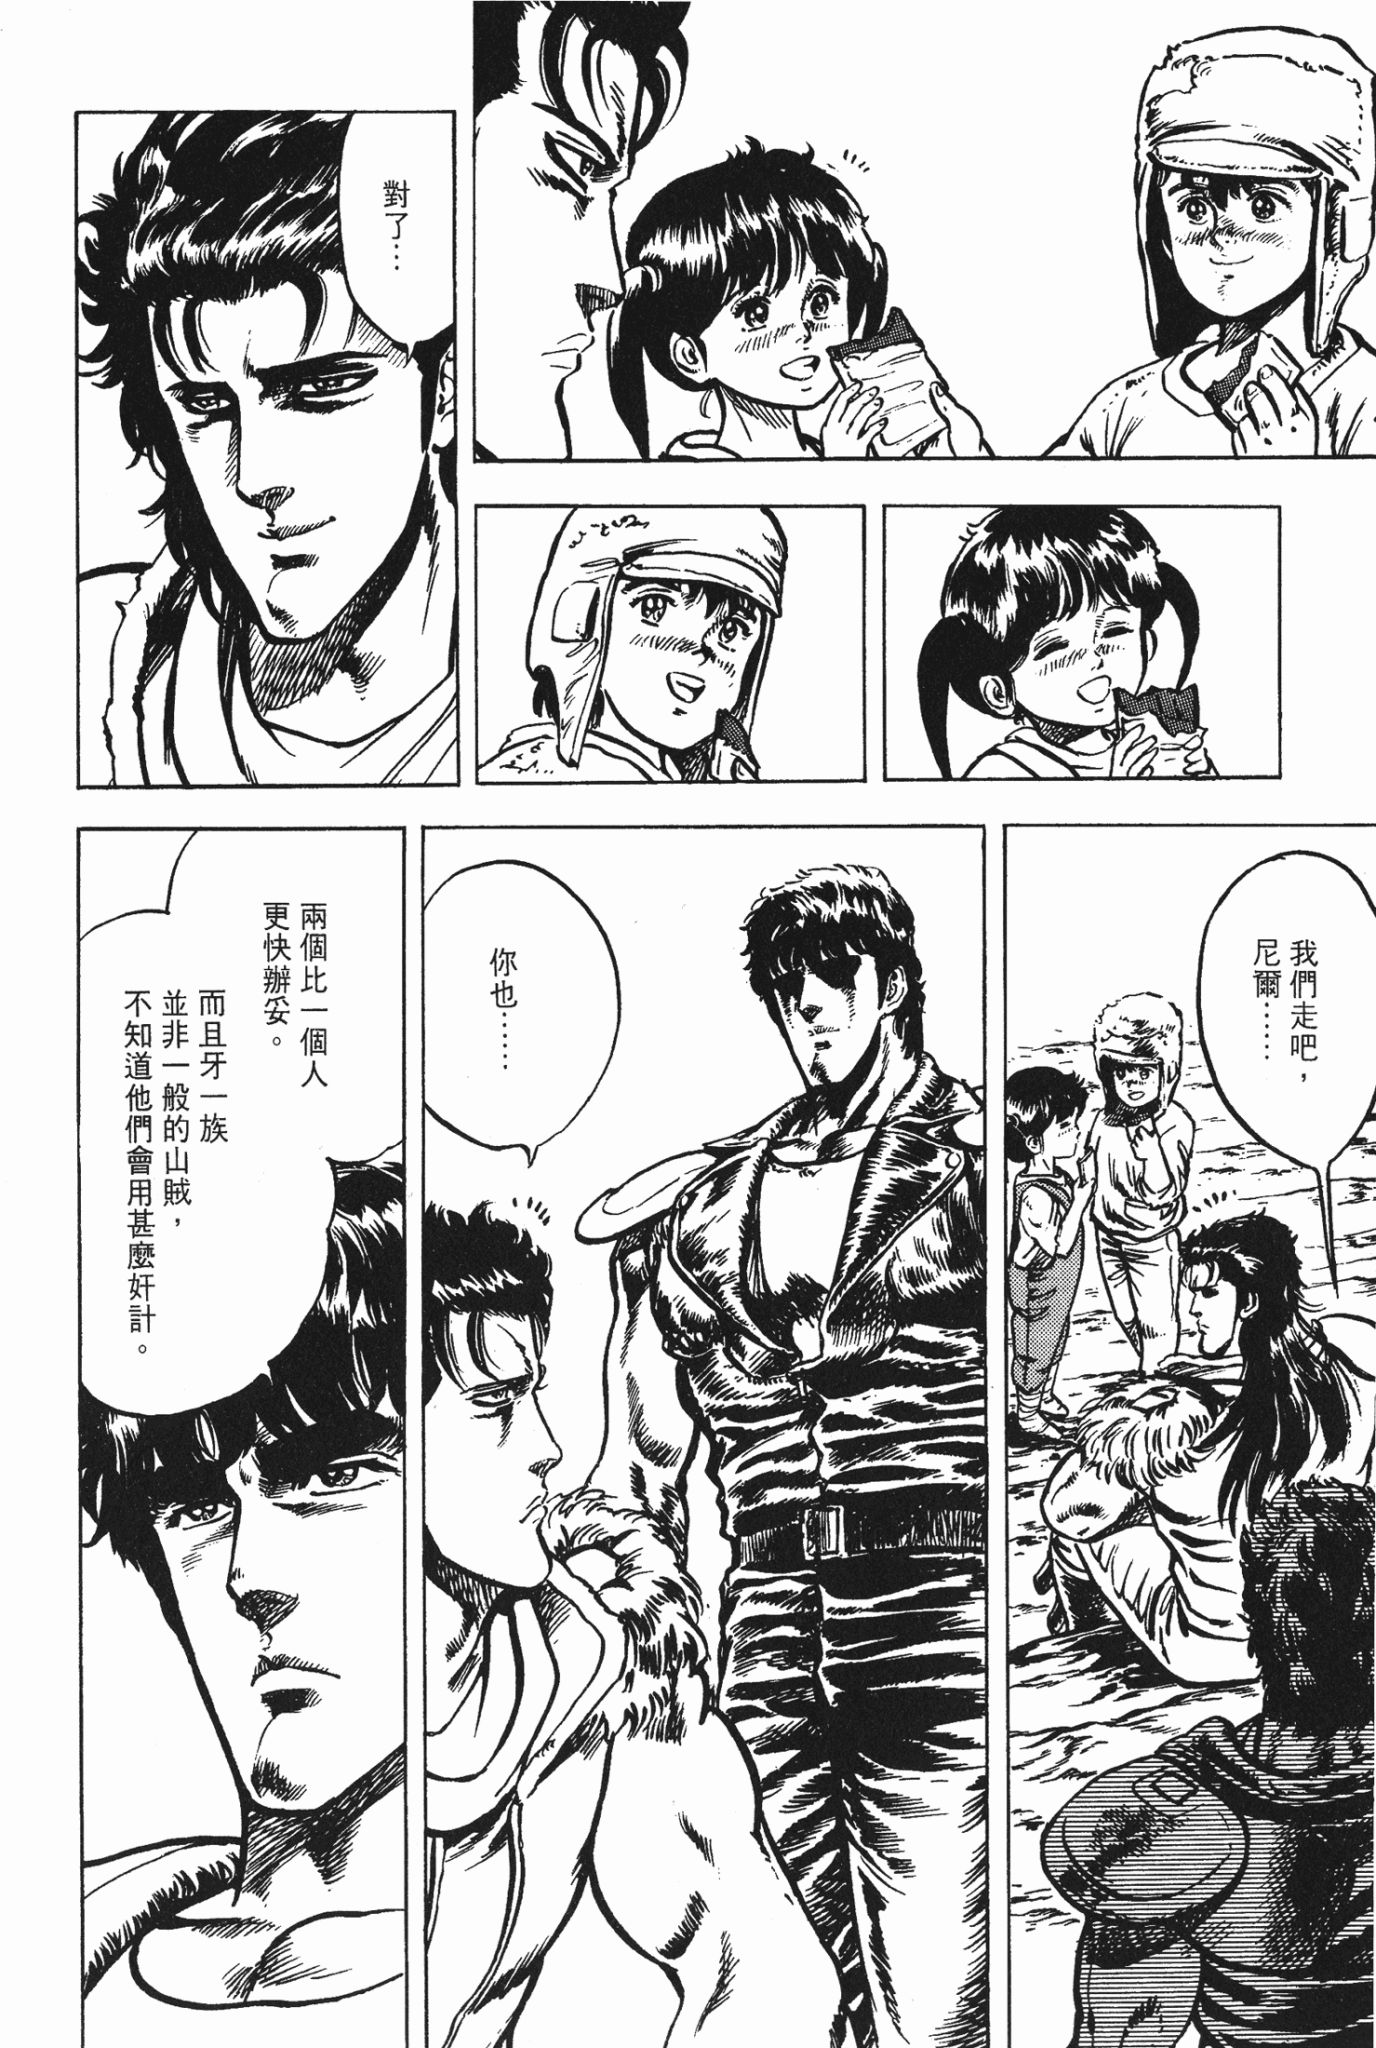 對了⋯⋯
我們走吧，
尼爾⋯⋯
你也⋯⋯
兩個比一個人
更快辦妥。
而且牙一族
並非一般的山賊，
不知道他們會用甚麼奸計。